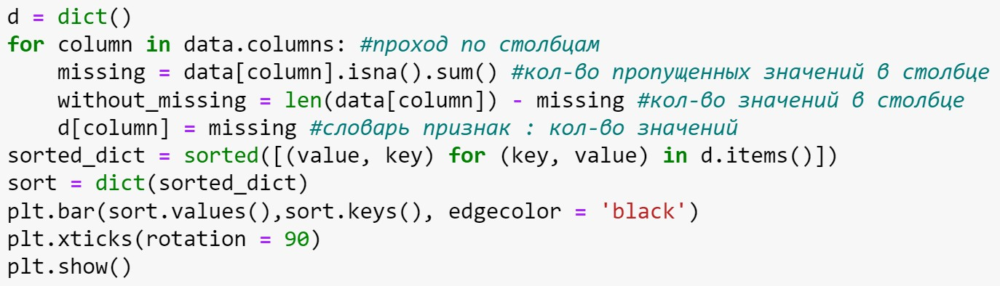 d = dict()
for column in data.columns: #проход по столбцам
    missing = data[column].isna().sum() #кол-во пропущенных значений в столбце
    without_missing = len(data[column]) - missing #кол-во значений в столбце
    d[column] = missing #словарь признак : кол-во значений
sorted_dict = sorted([(value, key) for (key, value) in d.items()])
sort = dict(sorted_dict)
plt.bar(sort.values(),sort.keys(), edgecolor = 'black')
plt.xticks(rotation = 90)
plt.show()